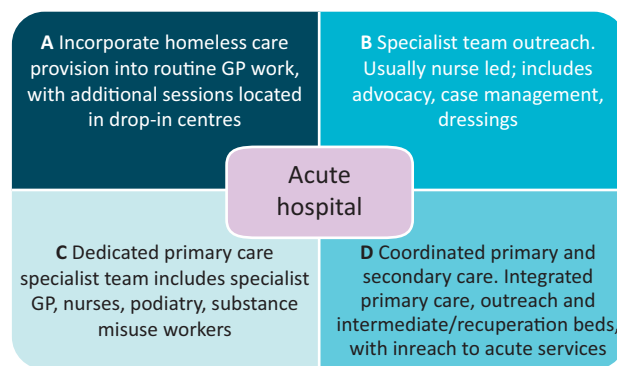 A Incorporate homeless care
provision into routine GP work,
with additional sessions located
in drop-in centres
B Specialist team outreach.
Usually nurse led; includes
advocacy, case management,
dressings
Acute
hospital
C Dedicated primary care
specialist team includes specialist
GP, nurses, podiatry, substance
misuse workers
D Coordinated primary and
secondary care. Integrated
primary care, outreach and
intermediate/recuperation beds,
with inreach to acute services